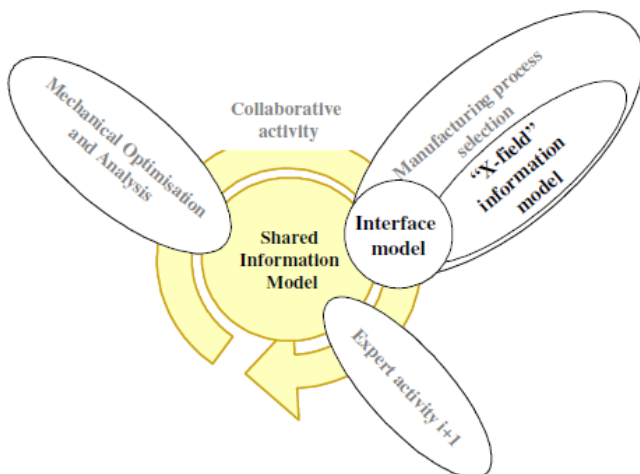 Mechanical Optimisation
and Analysis
Collaborative
activity
Manufacturing process
selection
“X-field”
information
model
Interface
model
Shared
Information
Model
Expert activity i+1